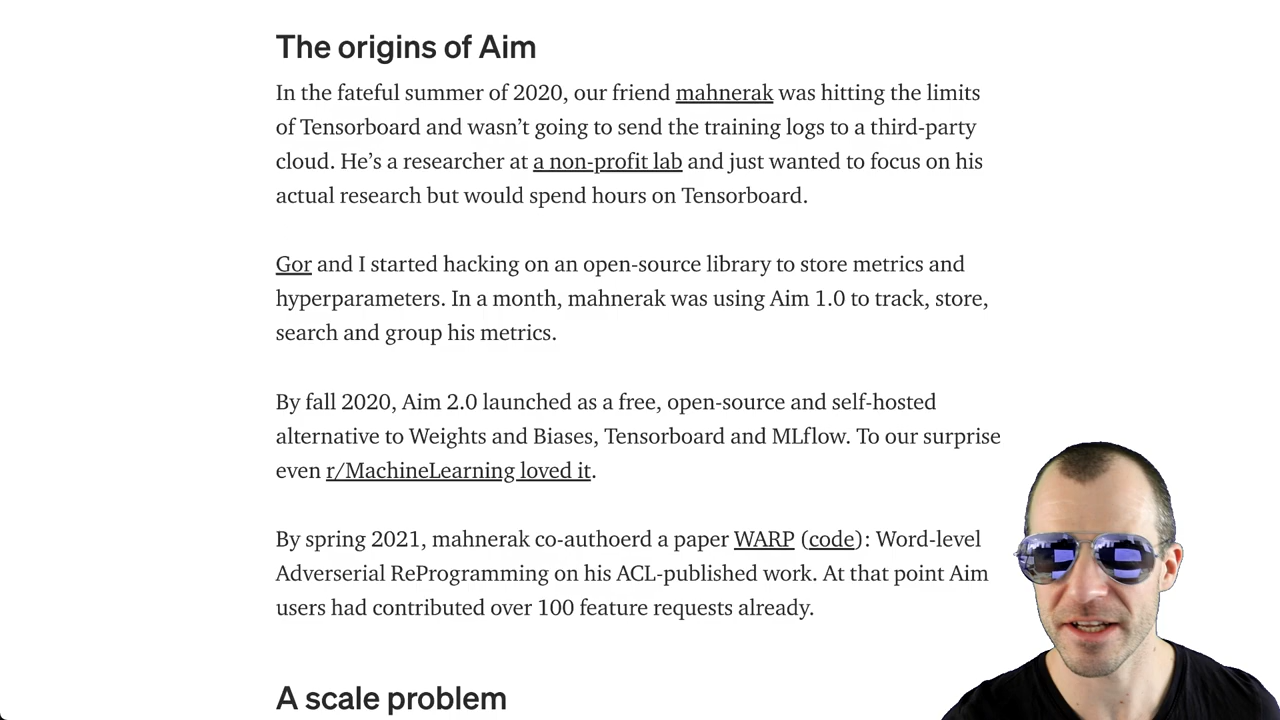 The origins of Aim
In the fateful summer of 2020, our friend mahnerak was hitting the limits
of Tensorboard and wasn’t going to send the training logs to a third-party
cloud. He’s a researcher at a non-profit lab and just wanted to focus on his
actual research but would spend hours on Tensorboard.
Gor and I started hacking on an open-source library to store metrics and
hyperparameters. In a month, mahnerak was using Aim 1.0 to track, store,
search and group his metrics.
By fall 2020, Aim 2.0 launched as a free, open-source and self-hosted
alternative to Weights and Biases, Tensorboard and MLflow. To our surprise
even r/MachineLearning loved it.
By spring 2021, mahnerak co-authoerd a paper WARP (code): Word-level
Adverserial ReProgramming on his ACL-published work. At that point Aim
users had contributed over 100 feature requests already.
A scale problem